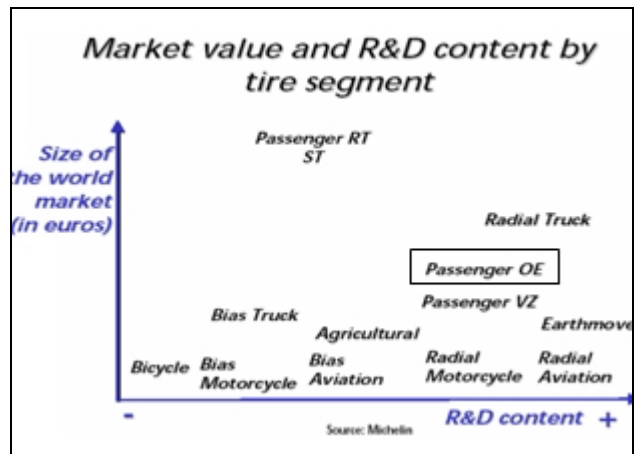 Market value and R&D content by
tire segment
Size of
the world
market
(in euros)
Passenger RT
ST
Radial Truck
Passenger OE
Passenger VZ
Bias Truck
Earthmove
Agricultural
Bicycle
Bias
Motorcycle
Bias
Aviation
Radial
Motorcycle
Radial
Aviation
-
R&D content +
Source: Michelin